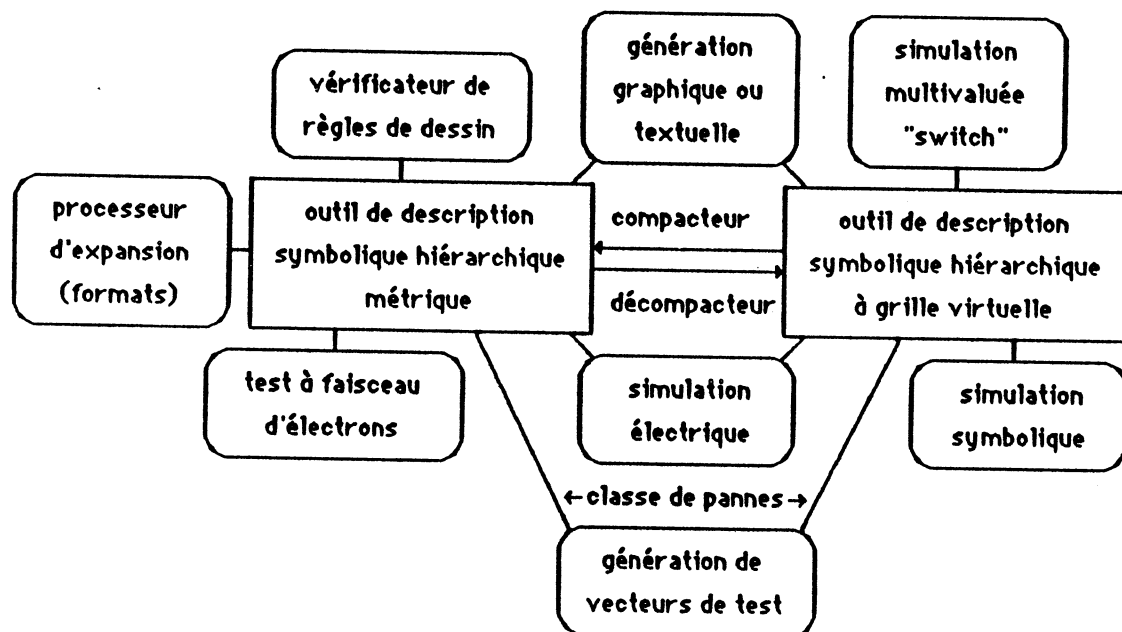 vérificateur de
règles de dessin
génération
graphique ou
textuelle
simulation
multivaluée
"switch"
processeur
d'expansion
(formats)
outil de description
symbolique hiérarchique
métrique
compacteur
décompacteur
outil de description
symbolique hiérarchique
à grille virtuelle
test à faisceau
d'électrons
simulation
électrique
simulation
symbolique
←classe de pannes→
génération de
vecteurs de test